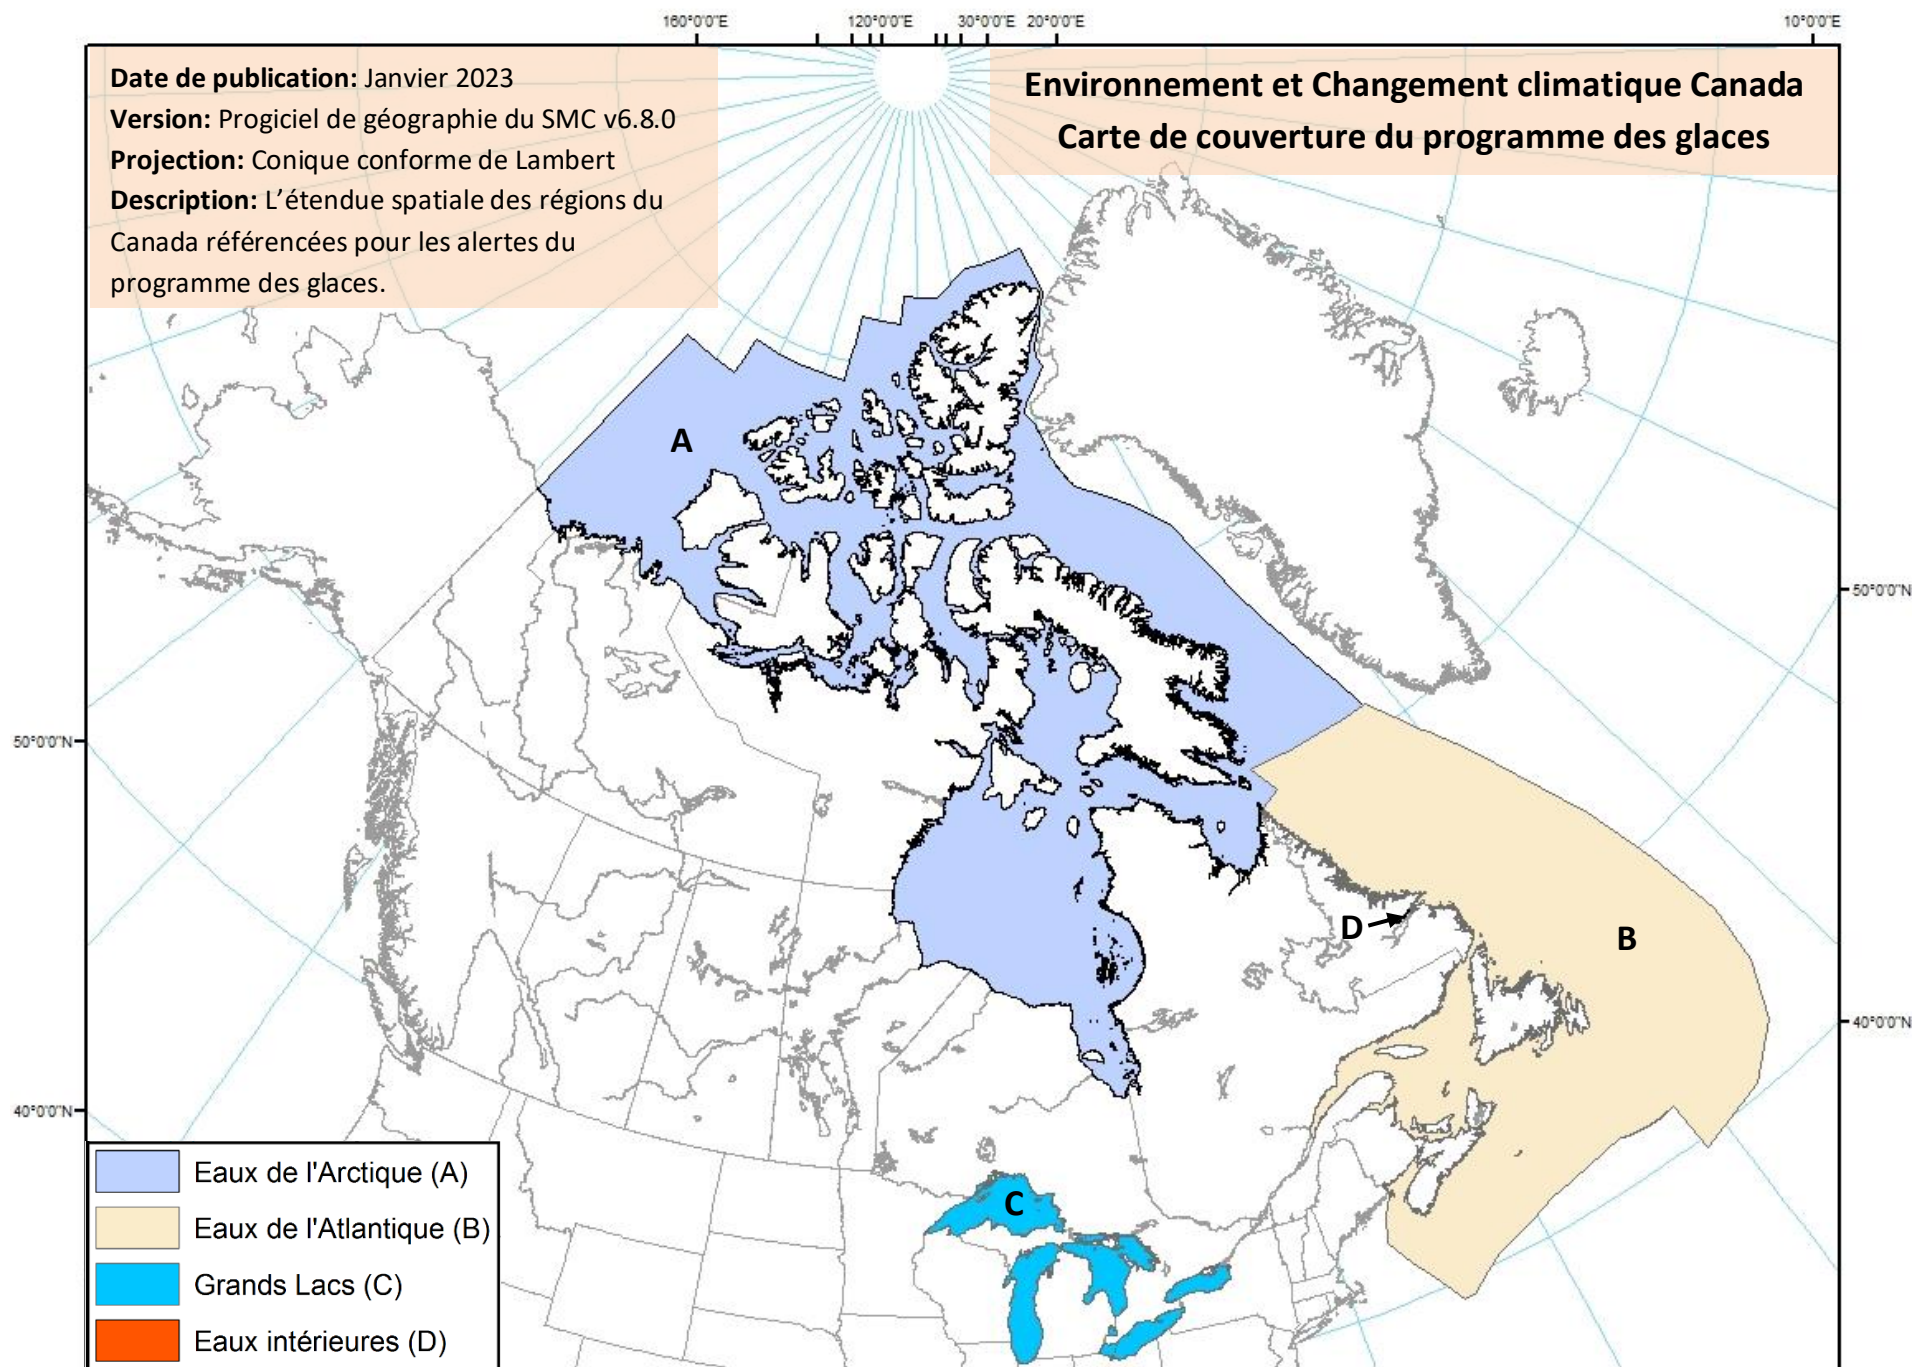 160°0'0"E 120°0'0"E 30°0'0"E 20°0'0"E 10°0'0"E
Date de publication: Janvier 2023
Version: Progiciel de géographie du SMC v6.8.0
Projection: Conique conforme de Lambert
Description: L'étendue spatiale des régions du
Canada référencées pour les alertes du
programme des glaces.
Environnement et Changement climatique Canada
Carte de couverture du programme des glaces
A
50°0'0"N
50°0'0"N
D
B
40°0'0"N
40°0'0"N
C
Eaux de l'Arctique (A)
Eaux de l'Atlantique (B)
Grands Lacs (C)
Eaux intérieures (D)